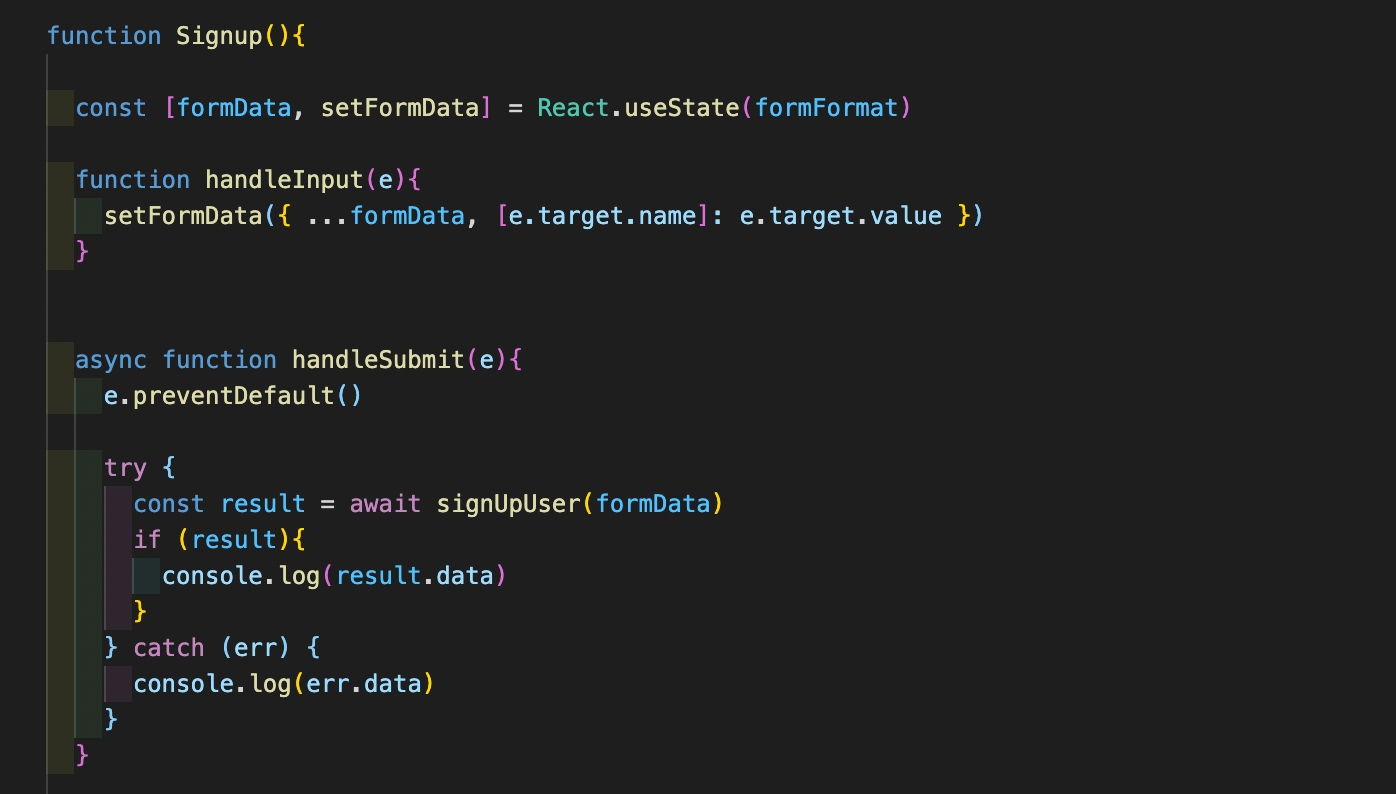 function Signup(){
const [formData, setFormData] = React.useState(formFormat)
function handleInput(e){
setFormData({ ...formData, [e.target.name]: e.target.value })
}
async function handleSubmit(e){
e.preventDefault()
try {
const result = await signUpUser(formData)
if (result){
console.log(result.data)
}
} catch (err) {
console.log(err.data)
}
}